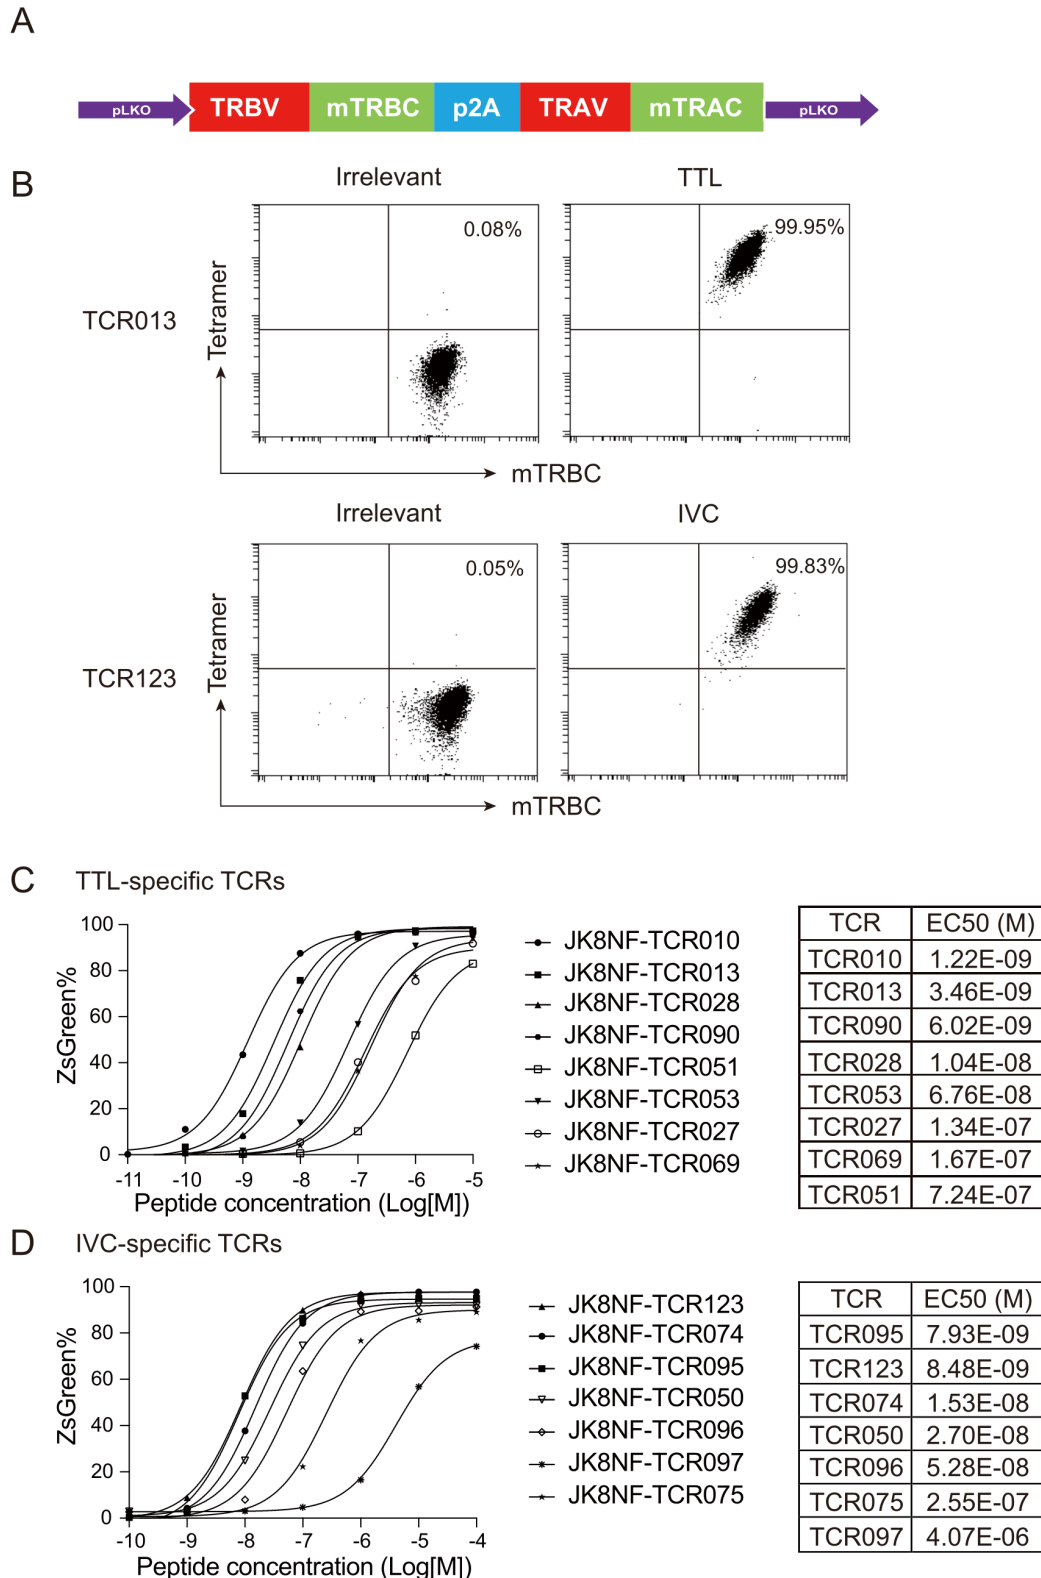 A
pLKO TRBV mTRBC p2A TRAV mTRAC pLKO
B
Irrelevant TTL
0.08% 99.95%
TCR013
Tetramer
mTRBC
Irrelevant IVC
0.05% 99.83%
TCR123
Tetramer
mTRBC
C TTL-specific TCRs
100
80
60
40
20
0
ZsGreen%
-11 -10 -9 -8 -7 -6 -5
Peptide concentration (Log[M])
JK8NF-TCR010
JK8NF-TCR013
JK8NF-TCR028
JK8NF-TCR090
JK8NF-TCR051
JK8NF-TCR053
JK8NF-TCR027
JK8NF-TCR069
TCR EC50 (M)
TCR010 1.22E-09
TCR013 3.46E-09
TCR090 6.02E-09
TCR028 1.04E-08
TCR053 6.76E-08
TCR027 1.34E-07
TCR069 1.67E-07
TCR051 7.24E-07
D IVC-specific TCRs
100
80
60
40
20
0
ZsGreen%
-10 -9 -8 -7 -6 -5 -4
Peptide concentration (Log[M])
JK8NF-TCR123
JK8NF-TCR074
JK8NF-TCR095
JK8NF-TCR050
JK8NF-TCR096
JK8NF-TCR097
JK8NF-TCR075
TCR EC50 (M)
TCR095 7.93E-09
TCR123 8.48E-09
TCR074 1.53E-08
TCR050 2.70E-08
TCR096 5.28E-08
TCR075 2.55E-07
TCR097 4.07E-06